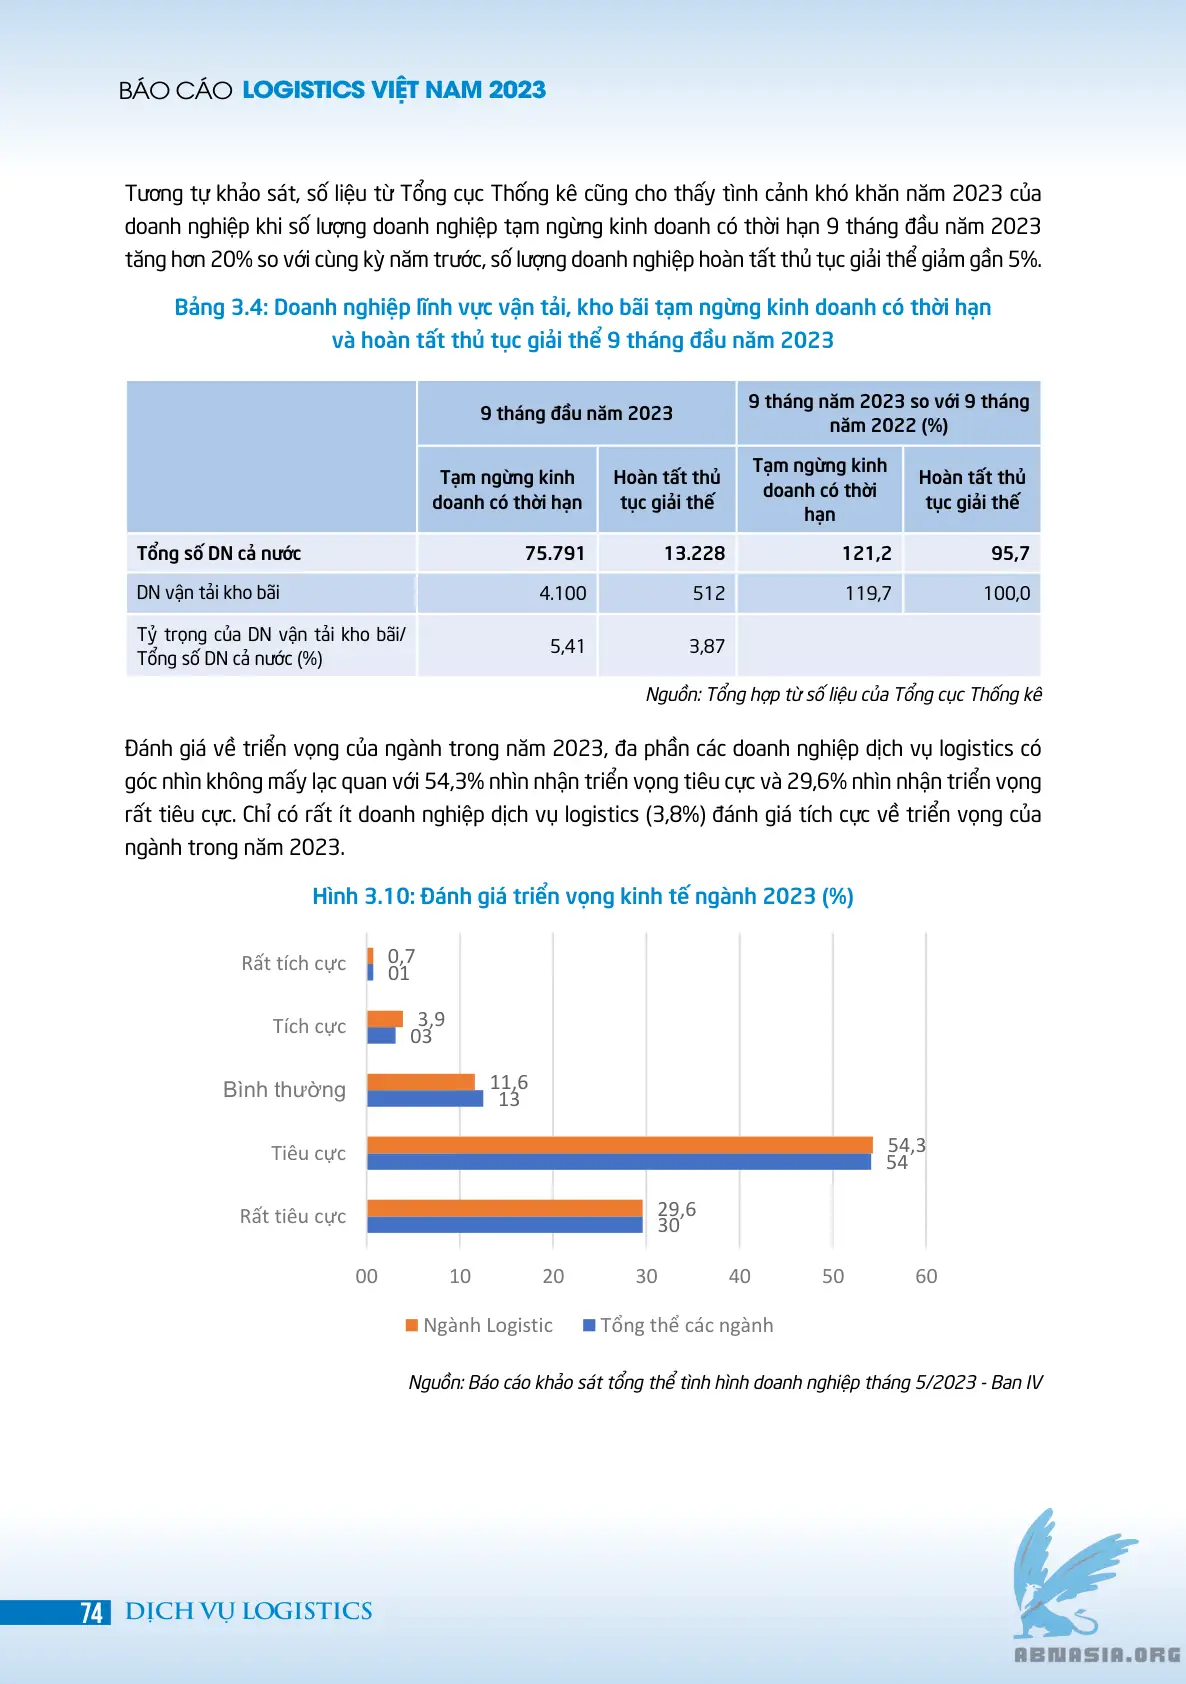 BÁO CÁO LOGISTICS VIỆT NAM 2023
Tương tự khảo sát, số liệu từ Tổng cục Thống kê cũng cho thấy tình cảnh khó khăn năm 2023 của
doanh nghiệp khi số lượng doanh nghiệp tạm ngừng kinh doanh có thời hạn 9 tháng đầu năm 2023
tăng hơn 20% so với cùng kỳ năm trước, số lượng doanh nghiệp hoàn tất thủ tục giải thể giảm gần 5%.
Bảng 3.4: Doanh nghiệp lĩnh vực vận tải, kho bãi tạm ngừng kinh doanh có thời hạn
và hoàn tất thủ tục giải thể 9 tháng đầu năm 2023
9 tháng đầu năm 2023
9 tháng năm 2023 so với 9 tháng
năm 2022 (%)
Tạm ngừng kinh
doanh có thời hạn
Hoàn tất thủ
tục giải thế
Tạm ngừng kinh
doanh có thời
hạn
Hoàn tất thủ
tục giải thế
Tổng số DN cả nước 75.791 13.228 121,2 95,7
DN vận tải kho bãi 4.100 512 119,7 100,0
Tỷ trọng của DN vận tải kho bãi/
Tổng số DN cả nước (%)
5,41 3,87
Nguồn: Tổng hợp từ số liệu của Tổng cục Thống kê
Đánh giá về triển vọng của ngành trong năm 2023, đa phần các doanh nghiệp dịch vụ logistics có
góc nhìn không mấy lạc quan với 54,3% nhìn nhận triển vọng tiêu cực và 29,6% nhìn nhận triển vọng
rất tiêu cực. Chỉ có rất ít doanh nghiệp dịch vụ logistics (3,8%) đánh giá tích cực về triển vọng của
ngành trong năm 2023.
Hình 3.10: Đánh giá triển vọng kinh tế ngành 2023 (%)
Rất tích cực
0,7
01
Tích cực
3,9
03
Bình thường
11,6
13
Tiêu cực
54,3
54
Rất tiêu cực
29,6
30
00 10 20 30 40 50 60
Ngành Logistic Tổng thể các ngành
Nguồn: Báo cáo khảo sát tổng thể tình hình doanh nghiệp tháng 5/2023 - Ban IV
74 DỊCH VỤ LOGISTICS
ABMASIA.ORG